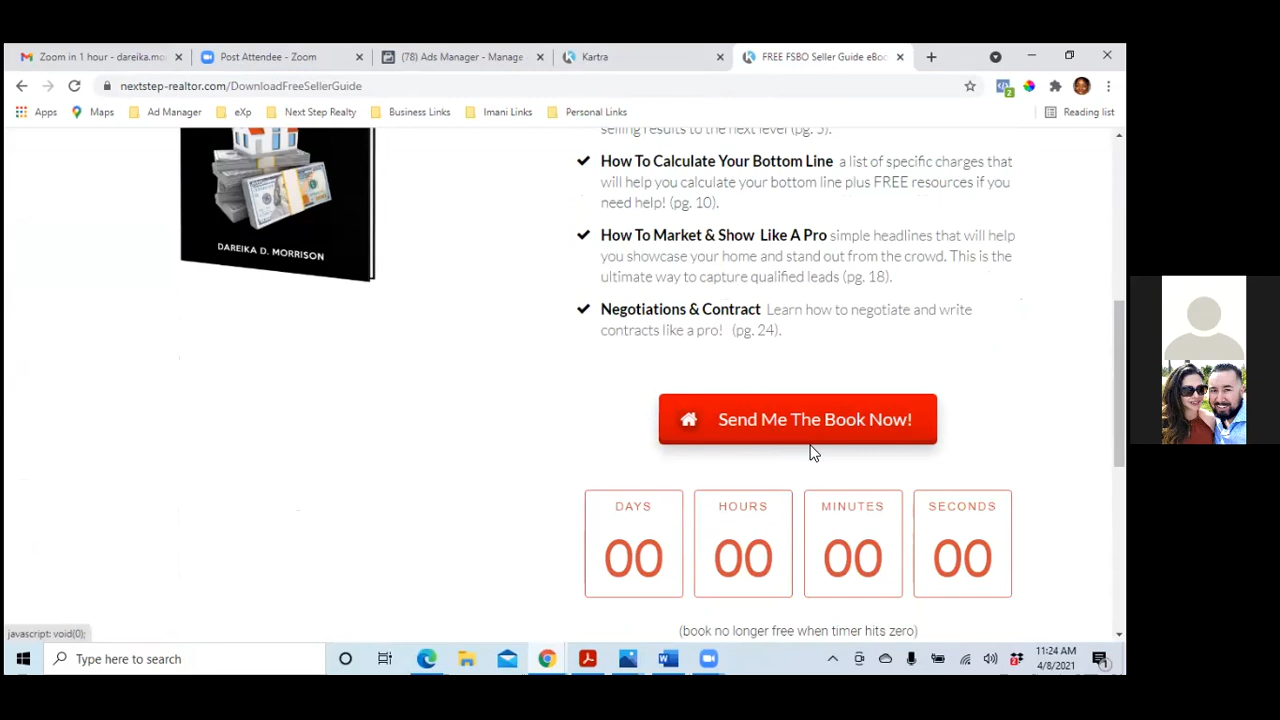 Zoom in 1 hour - dareika.mo
Post Attendee - Zoom
(78) Ads Manager - Manage
Kartra
FREE FSBO Seller Guide eBoo
nextstep-realtor.com/DownloadFreeSellerGuide
Apps
Maps
Ad Manager
eXp
Next Step Realty
Business Links
Imani Links
Personal Links
Reading list
DAREIKA D. MORRISON
selling results to the next level (pg. 5).
How To Calculate Your Bottom Line a list of specific charges that
will help you calculate your bottom line plus FREE resources if you
need help! (pg. 10).
How To Market & Show Like A Pro simple headlines that will help
you showcase your home and stand out from the crowd. This is the
ultimate way to capture qualified leads (pg. 18).
Negotiations & Contract Learn how to negotiate and write
contracts like a pro! (pg. 24).
Send Me The Book Now!
DAYS HOURS MINUTES SECONDS
00 00 00 00
(book no longer free when timer hits zero)
javascript: void(0);
Type here to search
11:24 AM
4/8/2021